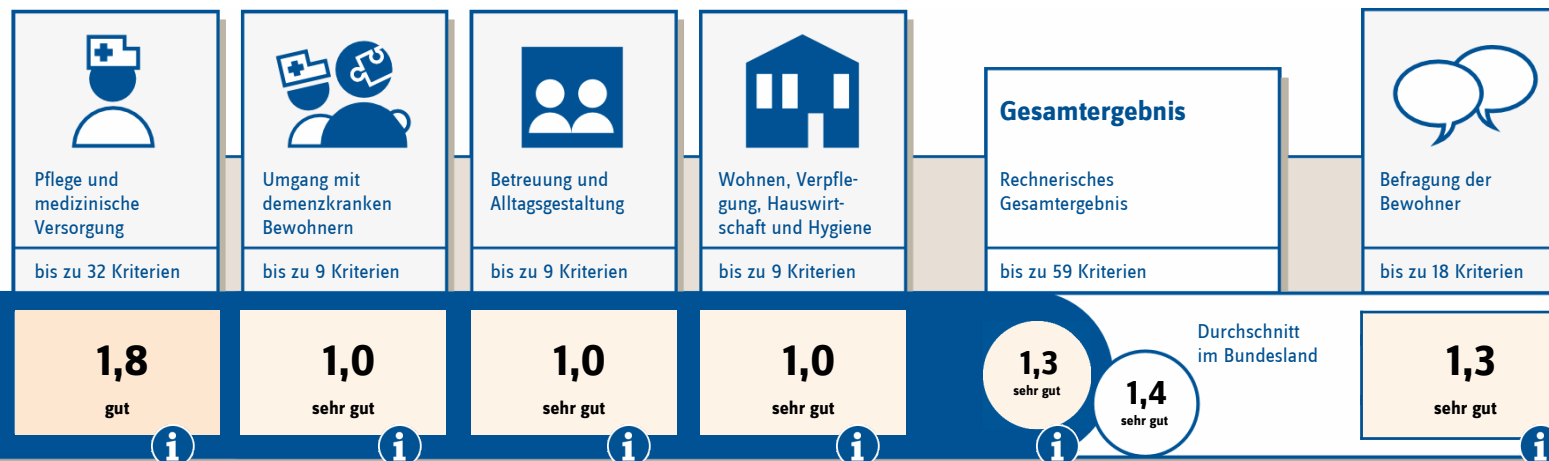 Pflege und
medizinische
Versorgung
bis zu 32 Kriterien
1,8
gut
i
Umgang mit
demenzkranken
Bewohnern
bis zu 9 Kriterien
1,0
sehr gut
i
Betreuung und
Alltagsgestaltung
bis zu 9 Kriterien
1,0
sehr gut
i
Wohnen, Verpfle-
gung, Hauswirt-
schaft und Hygiene
bis zu 9 Kriterien
1,0
sehr gut
i
Gesamtergebnis
Rechnerisches
Gesamtergebnis
bis zu 59 Kriterien
1,3
sehr gut
i
1,4
sehr gut
Durchschnitt
im Bundesland
Befragung der
Bewohner
bis zu 18 Kriterien
1,3
sehr gut
i